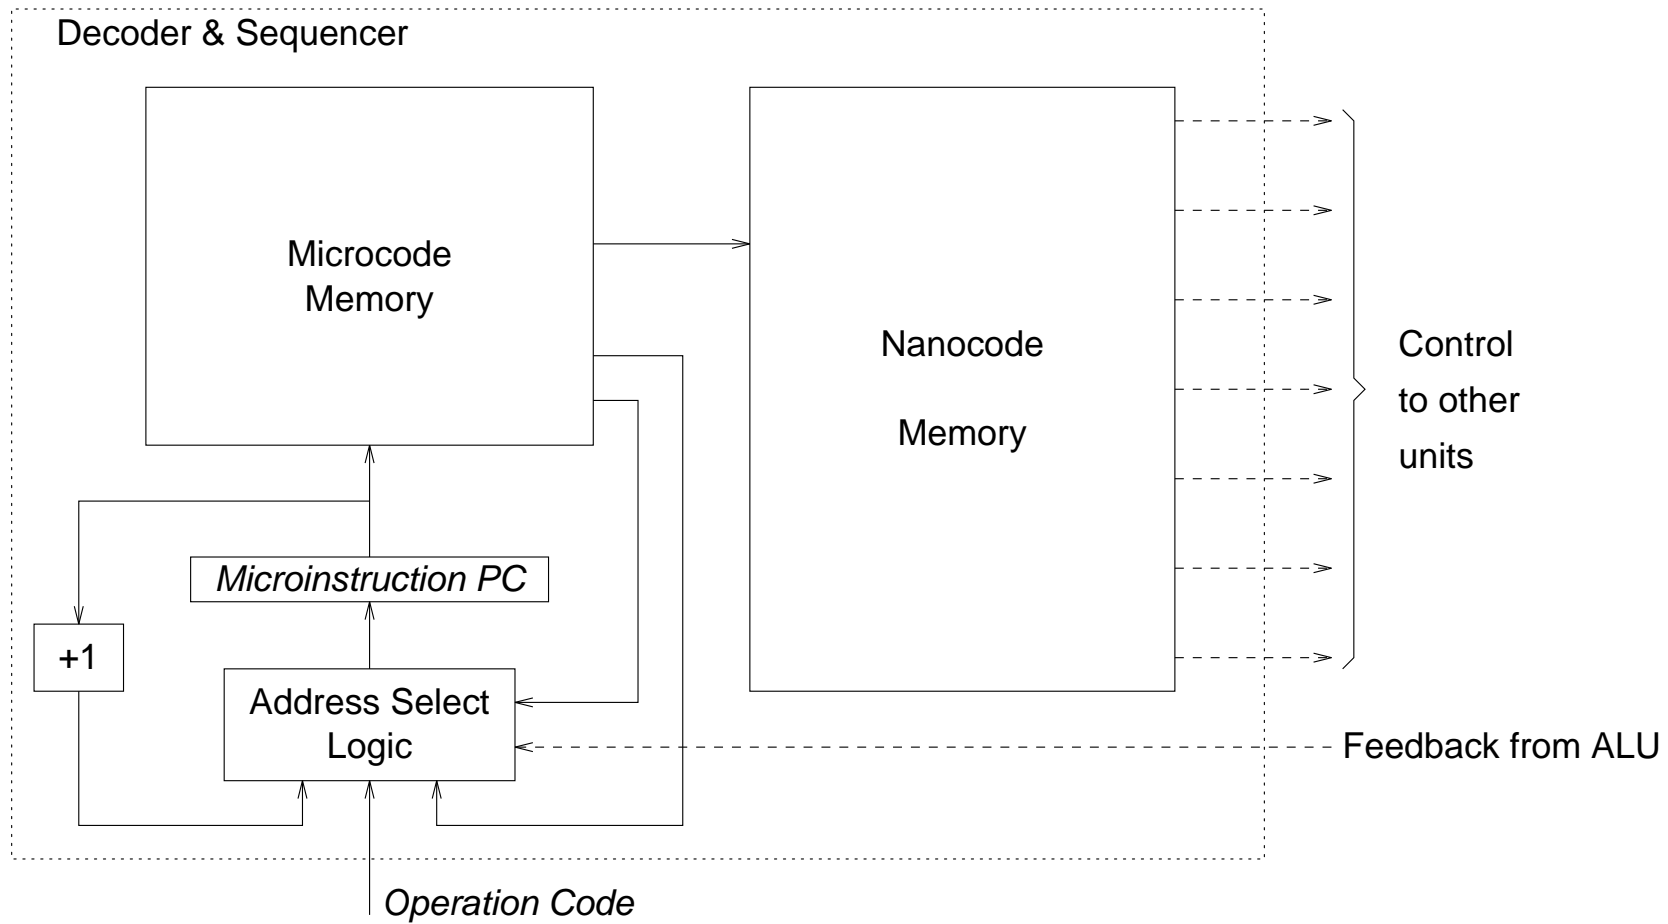 Decoder & Sequencer
Microcode
Memory
Nanocode
Memory
Control
to other
units
Microinstruction PC
+1
Address Select
Logic
Feedback from ALU
Operation Code